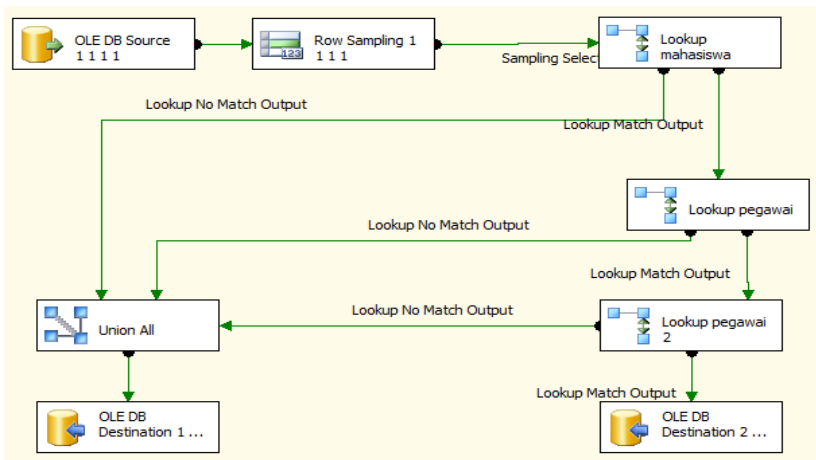 OLE DB Source
1 1 1 1
Row Sampling 1
1 1 1
123
Sampling Selec
Lookup
mahasiswa
Lookup No Match Output
Lookup Match Output
Lookup pegawai
Lookup No Match Output
Lookup Match Output
Union All
Lookup No Match Output
Lookup pegawai
2
Lookup Match Output
OLE DB
Destination 1 ...
OLE DB
Destination 2 ...